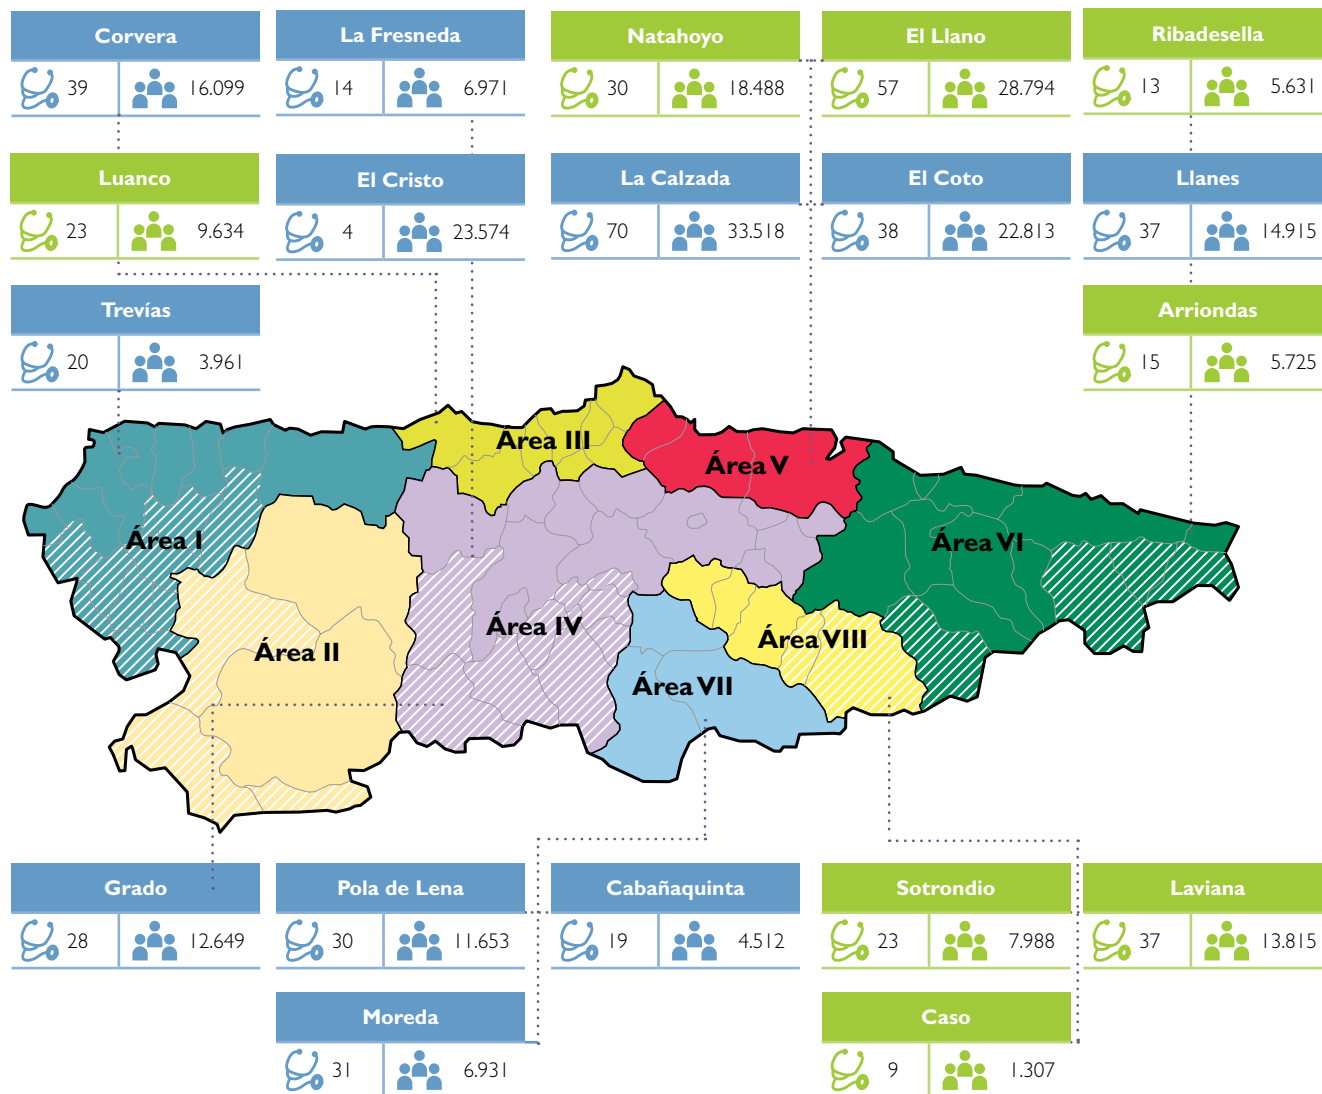 Corvera
39 16.099
La Fresneda
14 6.971
Natahoyo
30 18.488
El Llano
57 28.794
Ribadesella
13 5.631
Luanco
23 9.634
El Cristo
4 23.574
La Calzada
70 33.518
El Coto
38 22.813
Llanes
37 14.915
Trevías
20 3.961
Arriondas
15 5.725
Área III
Área V
Área I
Área VI
Área IV
Área II
Área VIII
Área VII
Grado
28 12.649
Pola de Lena
30 11.653
Cabañaquinta
19 4.512
Sotrondio
23 7.988
Laviana
37 13.815
Moreda
31 6.931
Caso
9 1.307